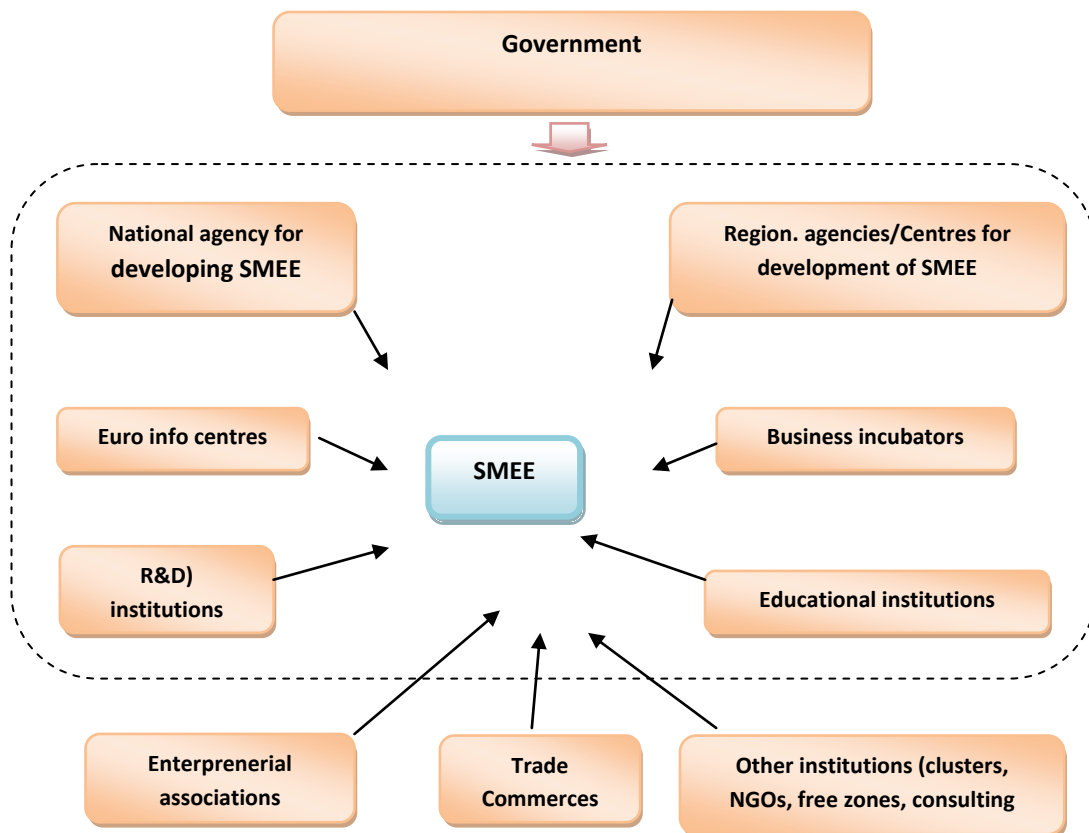 Government
National agency for
developing SMEE
Region. agencies/Centres for
development of SMEE
Euro info centres
SMEE
Business incubators
R&D)
institutions
Educational institutions
Enterprenerial
associations
Trade
Commerces
Other institutions (clusters,
NGOs, free zones, consulting